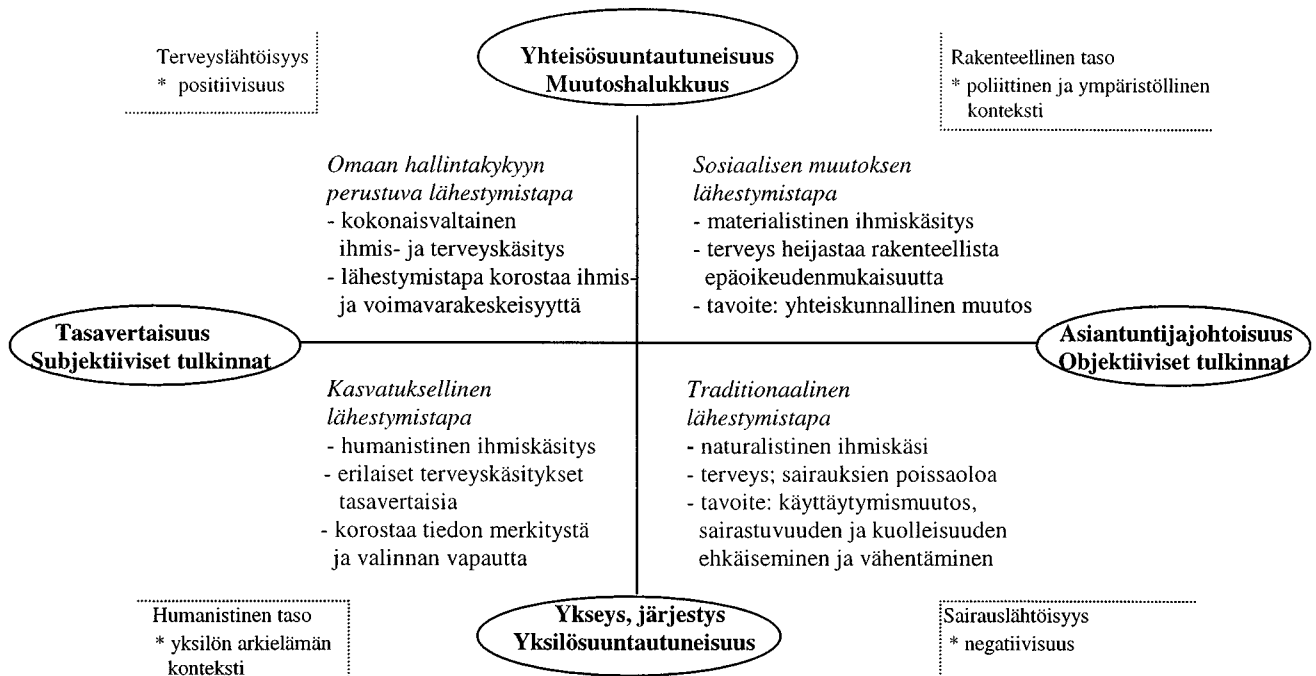 Terveyslähtöisyys
* positiivisuus
Yhteisösuuntautuneisuus
Muutoshalukkuus
Rakenteellinen taso
* poliittinen ja ympäristöllinen
konteksti
Omaan hallintakykyyn
perustuva lähestymistapa
- kokonaisvaltainen
ihmis- ja terveyskäsitys
- lähestymistapa korostaa ihmis-
ja voimavarakeskeisyyttä
Sosiaalisen muutoksen
lähestymistapa
- materialistinen ihmiskäsitys
- terveys heijastaa rakenteellista
epäoikeudenmukaisuutta
- tavoite: yhteiskunnallinen muutos
Tasavertaisuus
Subjektiiviset tulkinnat
Asiantuntijajohtoisuus
Objektiiviset tulkinnat
Kasvatuksellinen
lähestymistapa
- humanistinen ihmiskäsitys
- erilaiset terveyskäsitykset
tasavertaisia
- korostaa tiedon merkitystä
ja valinnan vapautta
Traditionaalinen
lähestymistapa
- naturalistinen ihmiskäsi
- terveys; sairauksien poissaoloa
- tavoite: käyttäytymismuutos,
sairastuvuuden ja kuolleisuuden
ehkäiseminen ja vähentäminen
Humanistinen taso
* yksilön arkielämän
konteksti
Ykseys, järjestys
Yksilösuuntautuneisuus
Sairauslähtöisyys
* negatiivisuus